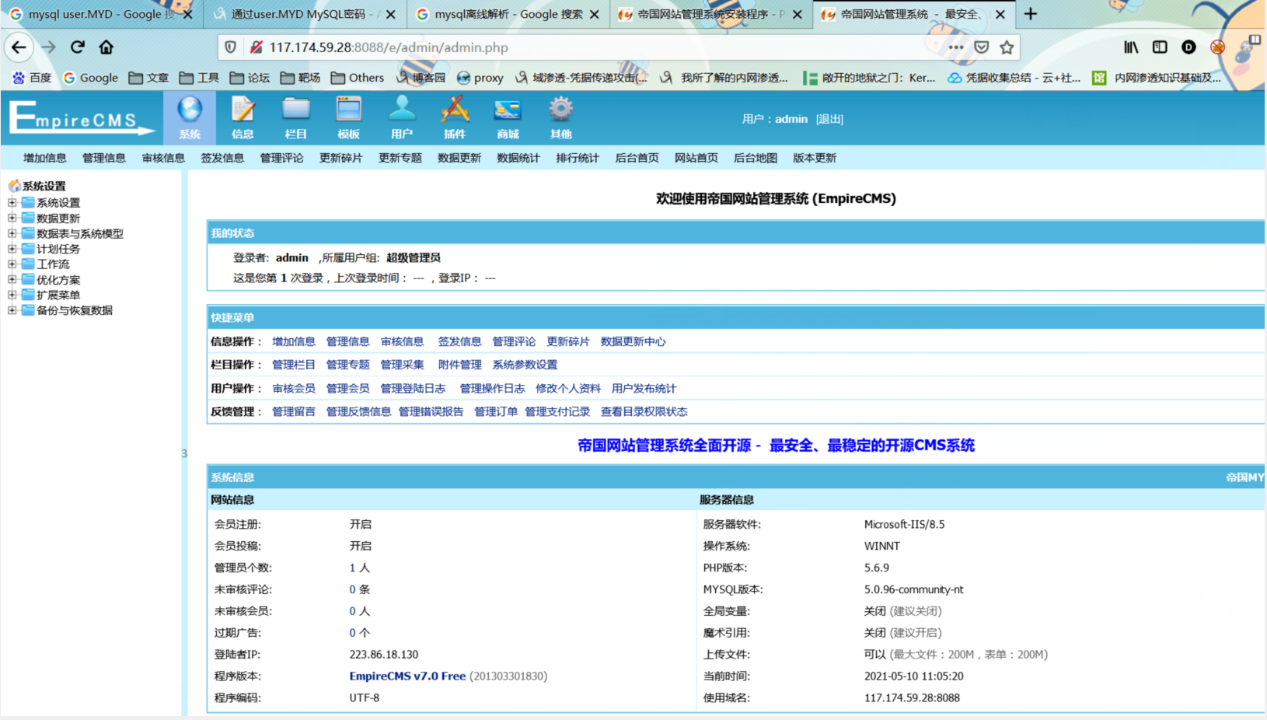 mysql user.MYD - Google 搜
通过user.MYD MySQL密码 -
mysql离线解析 - Google 搜索
帝国网站管理系统安装程序 - P
帝国网站管理系统 - 最安全、
117.174.59.28:8088/e/admin/admin.php
百度 Google 文章 工具 论坛 靶场 Others 博客园 proxy 域渗透-凭据传递攻击(... 我所了解的内网渗透... 敞开的地狱之门：Ker... 凭据收集总结 - 云+社... 内网渗透知识基础及...
EmpireCMS
系统 信息 栏目 模板 用户 插件 商城 其他
用户：admin [退出]
增加信息 管理信息 审核信息 签发信息 管理评论 更新碎片 更新专题 数据更新 数据统计 排行统计 后台首页 网站首页 后台地图 版本更新
系统设置
系统设置
数据更新
数据表与系统模型
计划任务
工作流
优化方案
扩展菜单
备份与恢复数据
欢迎使用帝国网站管理系统 (EmpireCMS)
我的状态
登录者: admin ,所属用户组: 超级管理员
这是您第 1 次登录，上次登录时间： --- ，登录IP： ---
快捷菜单
信息操作： 增加信息 管理信息 审核信息 签发信息 管理评论 更新碎片 数据更新中心
栏目操作： 管理栏目 管理专题 管理采集 附件管理 系统参数设置
用户操作： 审核会员 管理会员 管理登陆日志 管理操作日志 修改个人资料 用户发布统计
反馈管理： 管理留言 管理反馈信息 管理错误报告 管理订单 管理支付记录 查看目录权限状态
帝国网站管理系统全面开源 - 最安全、最稳定的开源CMS系统
3
系统信息 帝国MY
网站信息 服务器信息
会员注册: 开启 服务器软件: Microsoft-IIS/8.5
会员投稿: 开启 操作系统: WINNT
管理员个数: 1 人 PHP版本: 5.6.9
未审核评论: 0 条 MYSQL版本: 5.0.96-community-nt
未审核会员: 0 人 全局变量: 关闭 (建议关闭)
过期广告: 0 个 魔术引用: 关闭 (建议开启)
登陆者IP: 223.86.18.130 上传文件: 可以 (最大文件：200M，表单：200M)
程序版本: EmpireCMS v7.0 Free (201303301830) 当前时间: 2021-05-10 11:05:20
程序编码: UTF-8 使用域名: 117.174.59.28:8088